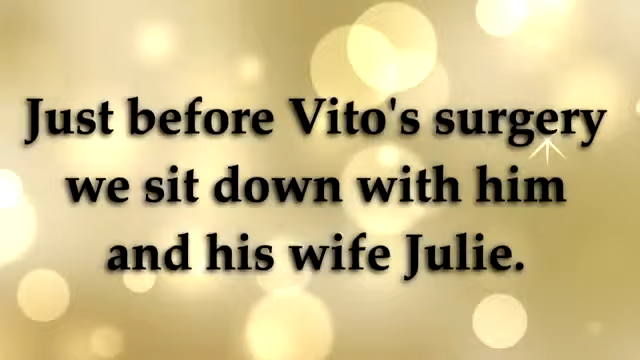 Just before Vito's surgery
we sit down with him
and his wife Julie.